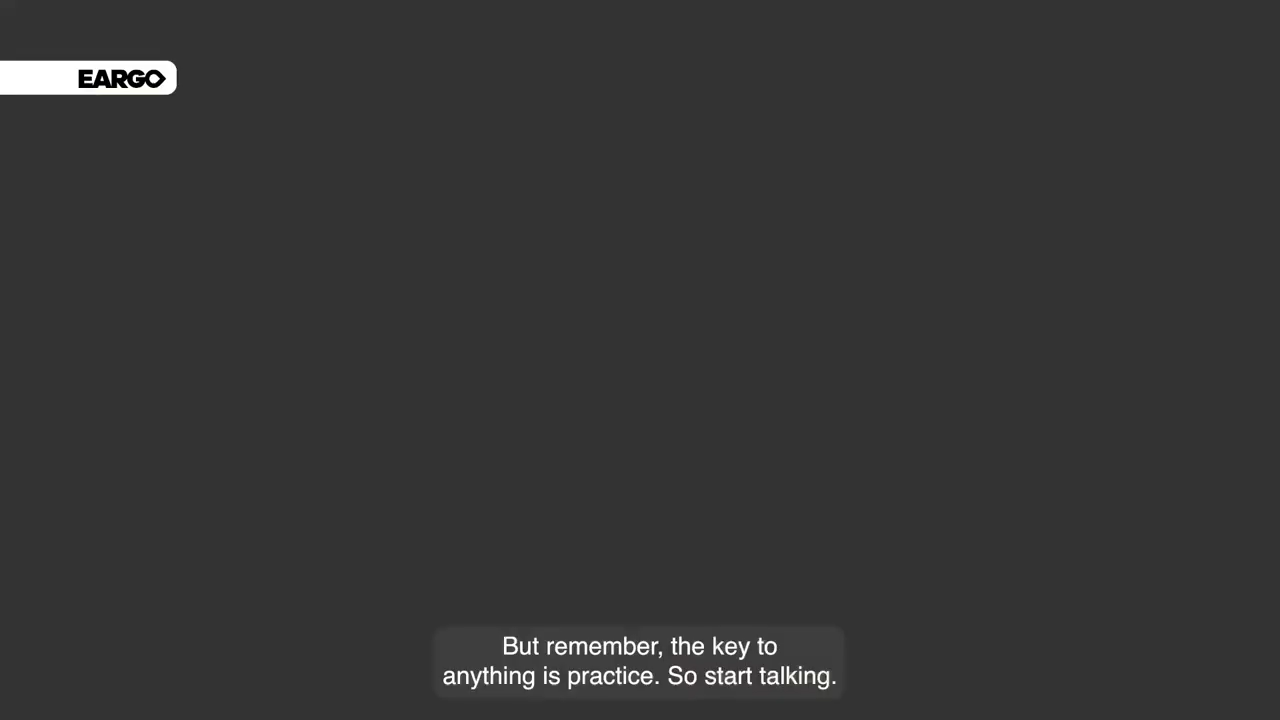 EARGO
But remember, the key to
anything is practice. So start talking.